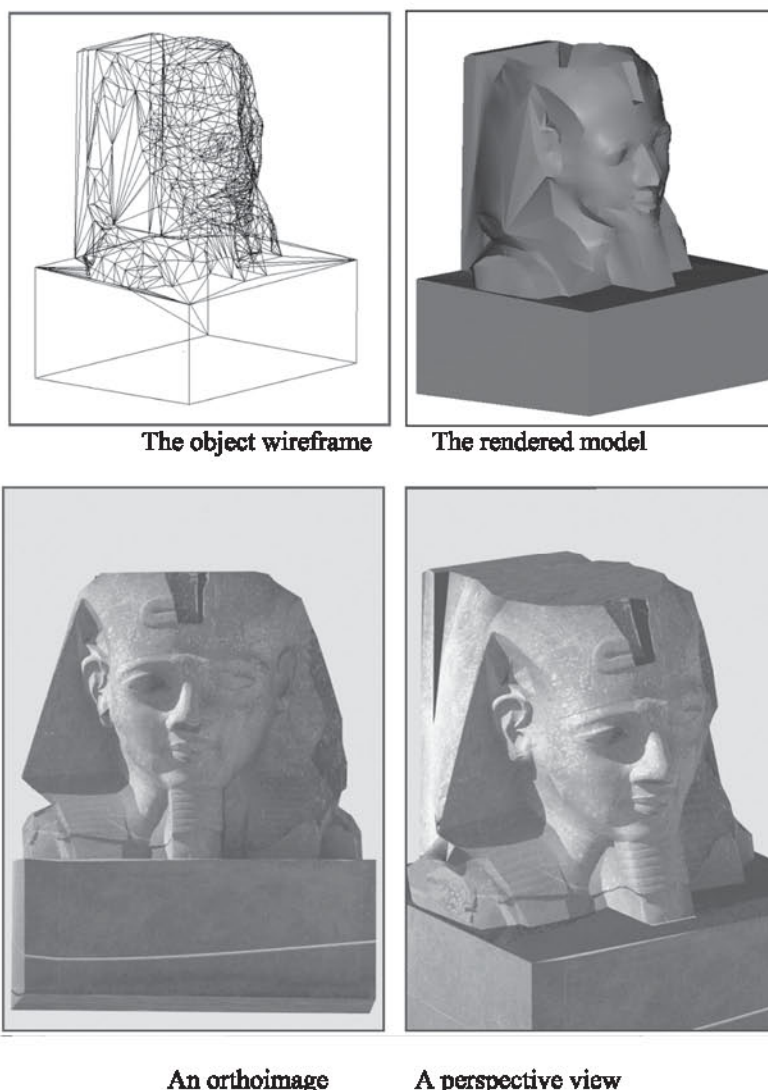 The object wireframe
The rendered model
An orthoimage
A perspective view